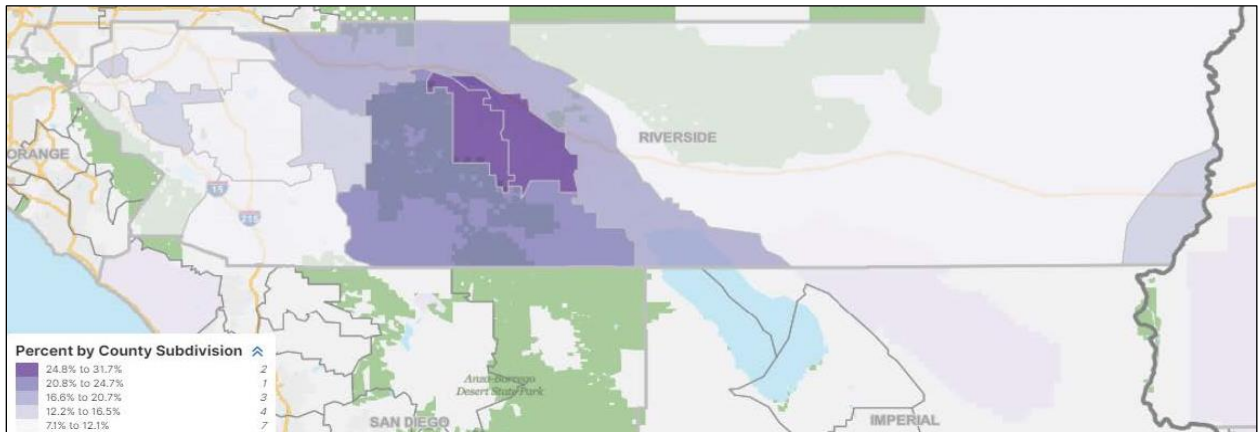 RIVERSIDE
ORANGE
15
215
Percent by County Subdivision
24.8% to 31.7% 2
20.8% to 24.7% 1
16.6% to 20.7% 3
12.2% to 16.5% 4
7.1% to 12.1% 7
Anza-Borrego
Desert State Park
SAN DIEGO
IMPERIAL